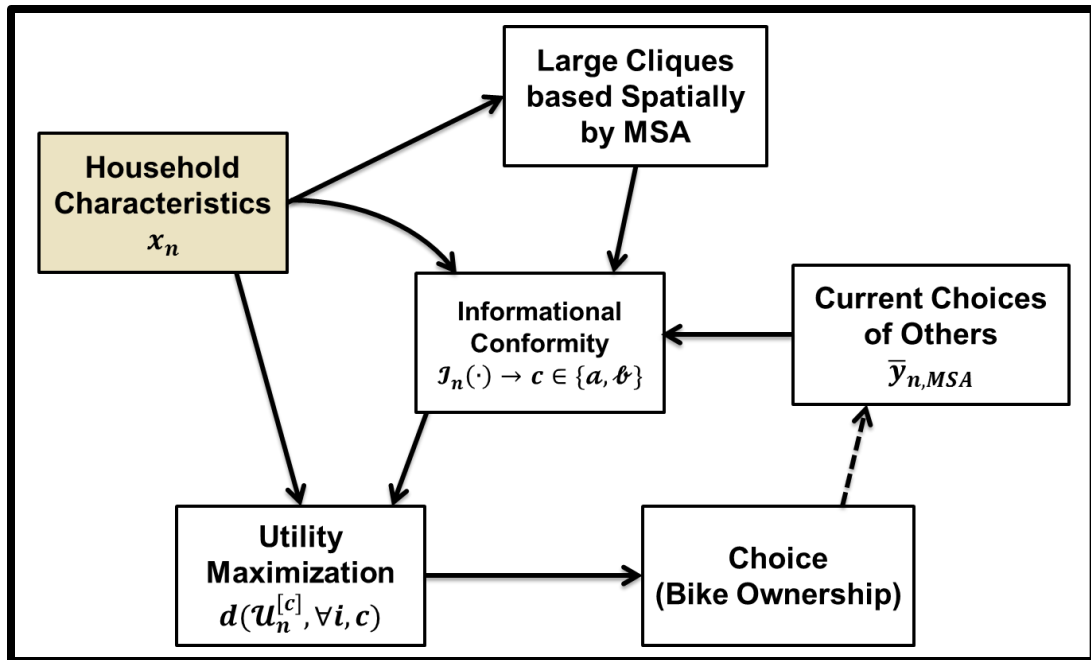 Large Cliques
based Spatially
by MSA
Household
Characteristics
𝒙ₙ
Informational
Conformity
𝓘ₙ(·) → 𝒄 ∈ {𝒂, 𝓫}
Current Choices
of Others
y̅ₙ,MSA
Utility
Maximization
𝒅(𝓤ₙ^[c], ∀𝒊, 𝒄)
Choice
(Bike Ownership)